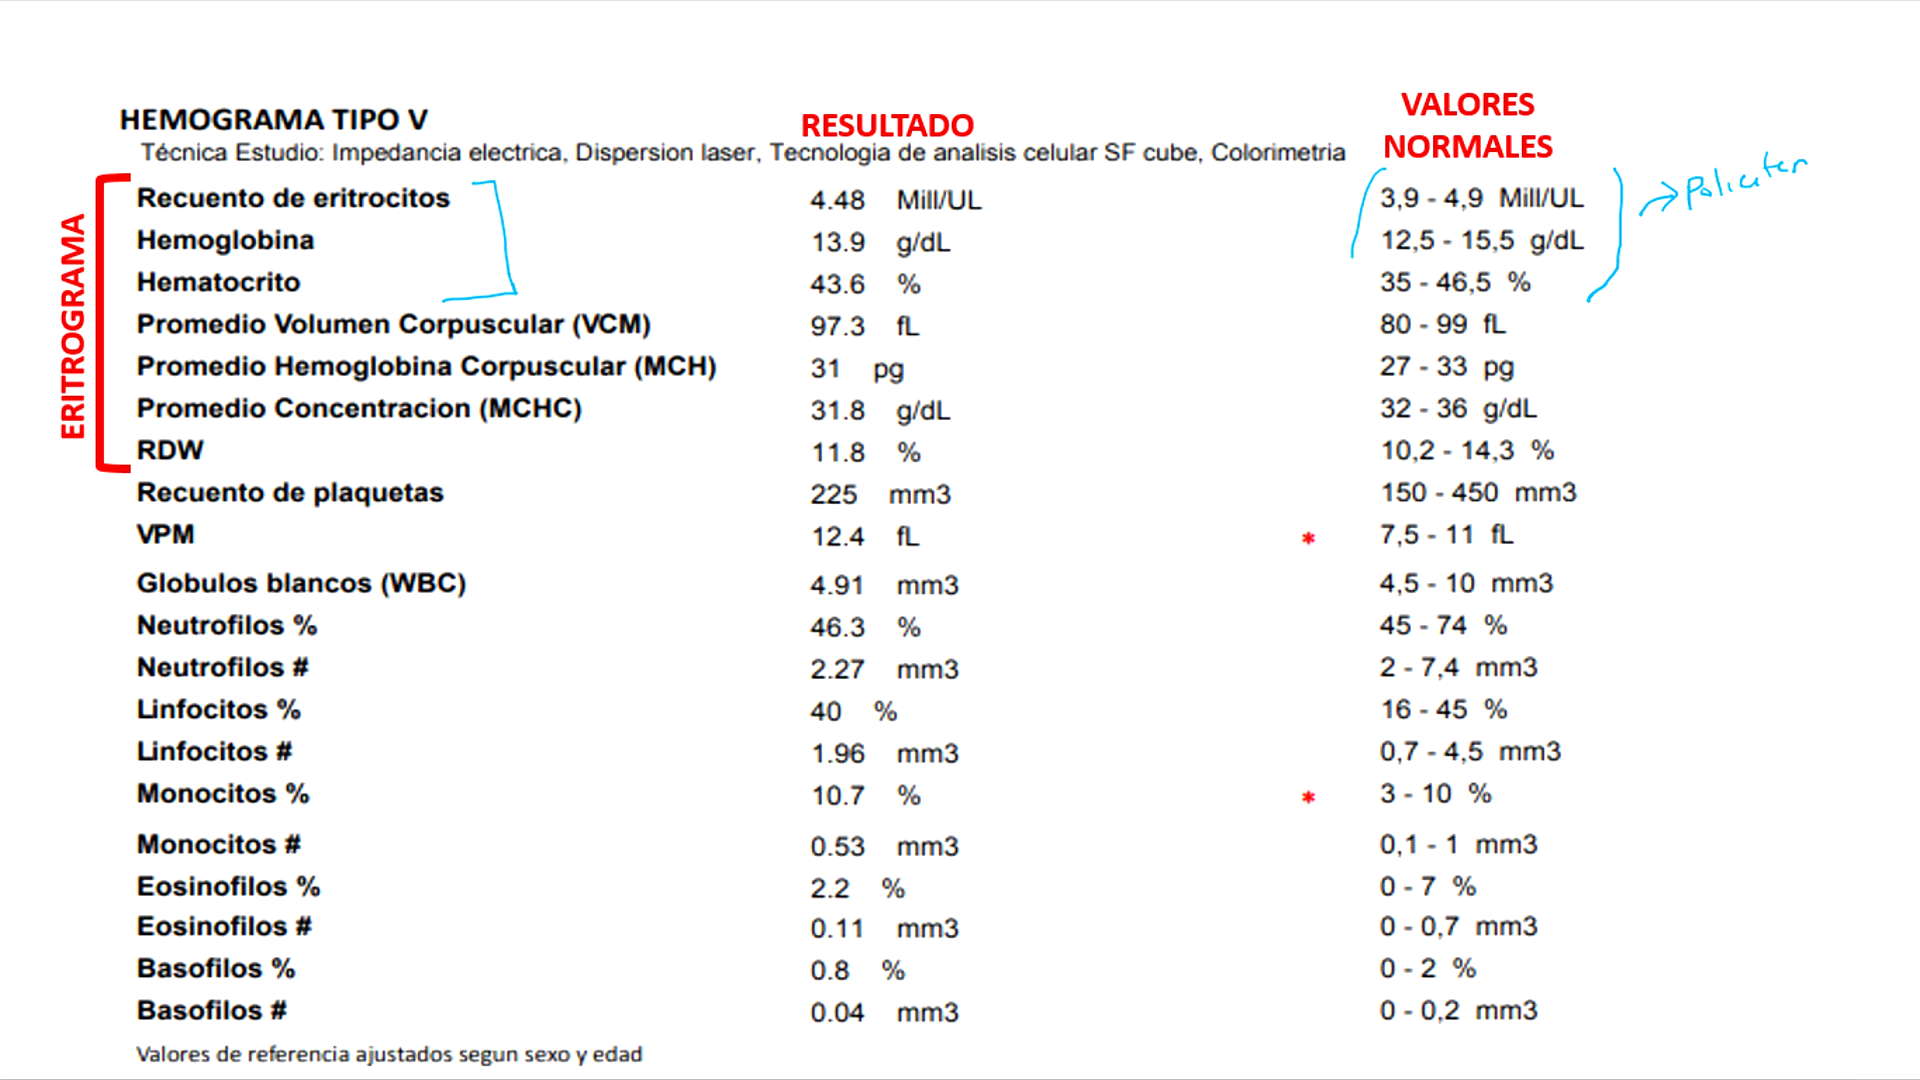 HEMOGRAMA TIPO V
RESULTADO
VALORES
NORMALES
Técnica Estudio: Impedancia electrica, Dispersion laser, Tecnologia de analisis celular SF cube, Colorimetria
ERITROGRAMA
Recuento de eritrocitos 4.48 Mill/UL 3,9 - 4,9 Mill/UL
Hemoglobina 13.9 g/dL 12,5 - 15,5 g/dL
Hematocrito 43.6 % 35 - 46,5 %
Promedio Volumen Corpuscular (VCM) 97.3 fL 80 - 99 fL
Promedio Hemoglobina Corpuscular (MCH) 31 pg 27 - 33 pg
Promedio Concentracion (MCHC) 31.8 g/dL 32 - 36 g/dL
RDW 11.8 % 10,2 - 14,3 %
Recuento de plaquetas 225 mm3 150 - 450 mm3
VPM 12.4 fL * 7,5 - 11 fL
Globulos blancos (WBC) 4.91 mm3 4,5 - 10 mm3
Neutrofilos % 46.3 % 45 - 74 %
Neutrofilos # 2.27 mm3 2 - 7,4 mm3
Linfocitos % 40 % 16 - 45 %
Linfocitos # 1.96 mm3 0,7 - 4,5 mm3
Monocitos % 10.7 % * 3 - 10 %
Monocitos # 0.53 mm3 0,1 - 1 mm3
Eosinofilos % 2.2 % 0 - 7 %
Eosinofilos # 0.11 mm3 0 - 0,7 mm3
Basofilos % 0.8 % 0 - 2 %
Basofilos # 0.04 mm3 0 - 0,2 mm3
Valores de referencia ajustados segun sexo y edad